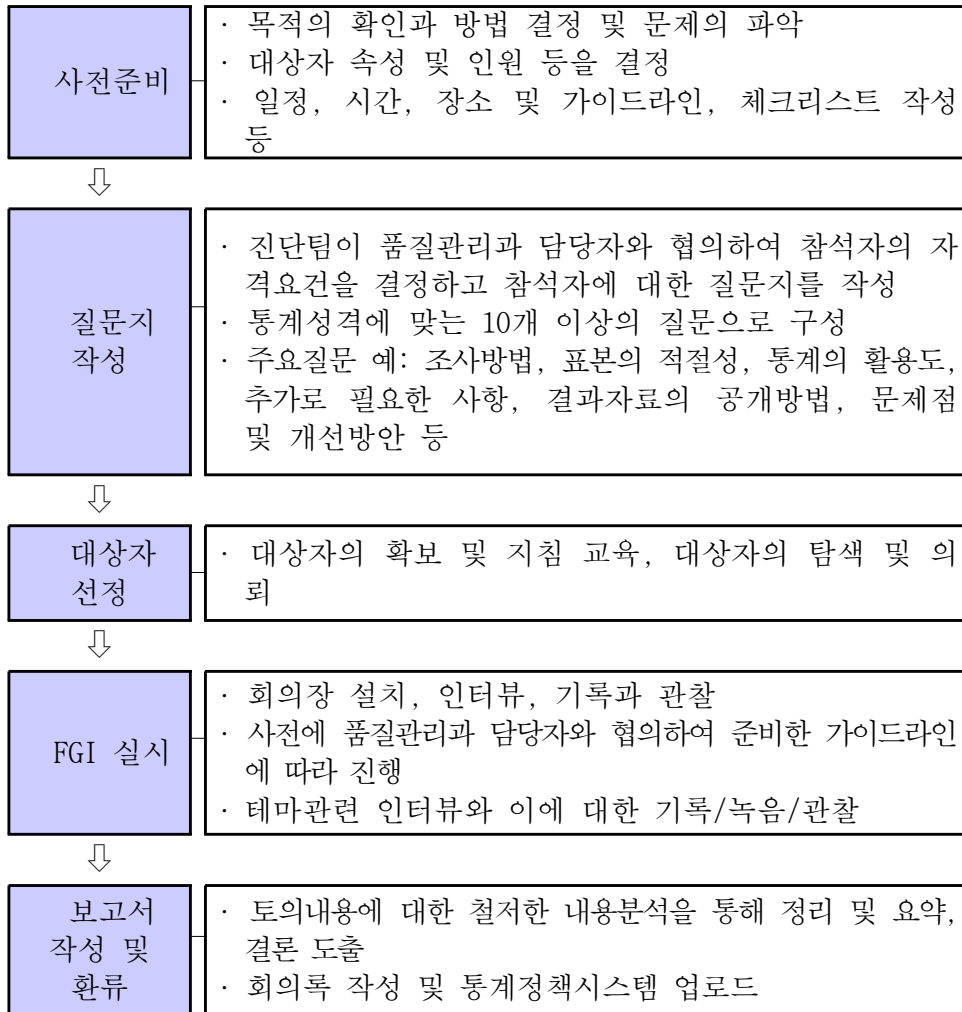 사전준비
· 목적의 확인과 방법 결정 및 문제의 파악
· 대상자 속성 및 인원 등을 결정
· 일정, 시간, 장소 및 가이드라인, 체크리스트 작성
등
⇩
질문지
작성
· 진단팀이 품질관리과 담당자와 협의하여 참석자의 자
격요건을 결정하고 참석자에 대한 질문지를 작성
· 통계성격에 맞는 10개 이상의 질문으로 구성
· 주요질문 예: 조사방법, 표본의 적절성, 통계의 활용도,
추가로 필요한 사항, 결과자료의 공개방법, 문제점
및 개선방안 등
⇩
대상자
선정
· 대상자의 확보 및 지침 교육, 대상자의 탐색 및 의
뢰
⇩
FGI 실시
· 회의장 설치, 인터뷰, 기록과 관찰
· 사전에 품질관리과 담당자와 협의하여 준비한 가이드라인
에 따라 진행
· 테마관련 인터뷰와 이에 대한 기록/녹음/관찰
⇩
보고서
작성 및
환류
· 토의내용에 대한 철저한 내용분석을 통해 정리 및 요약,
결론 도출
· 회의록 작성 및 통계정책시스템 업로드